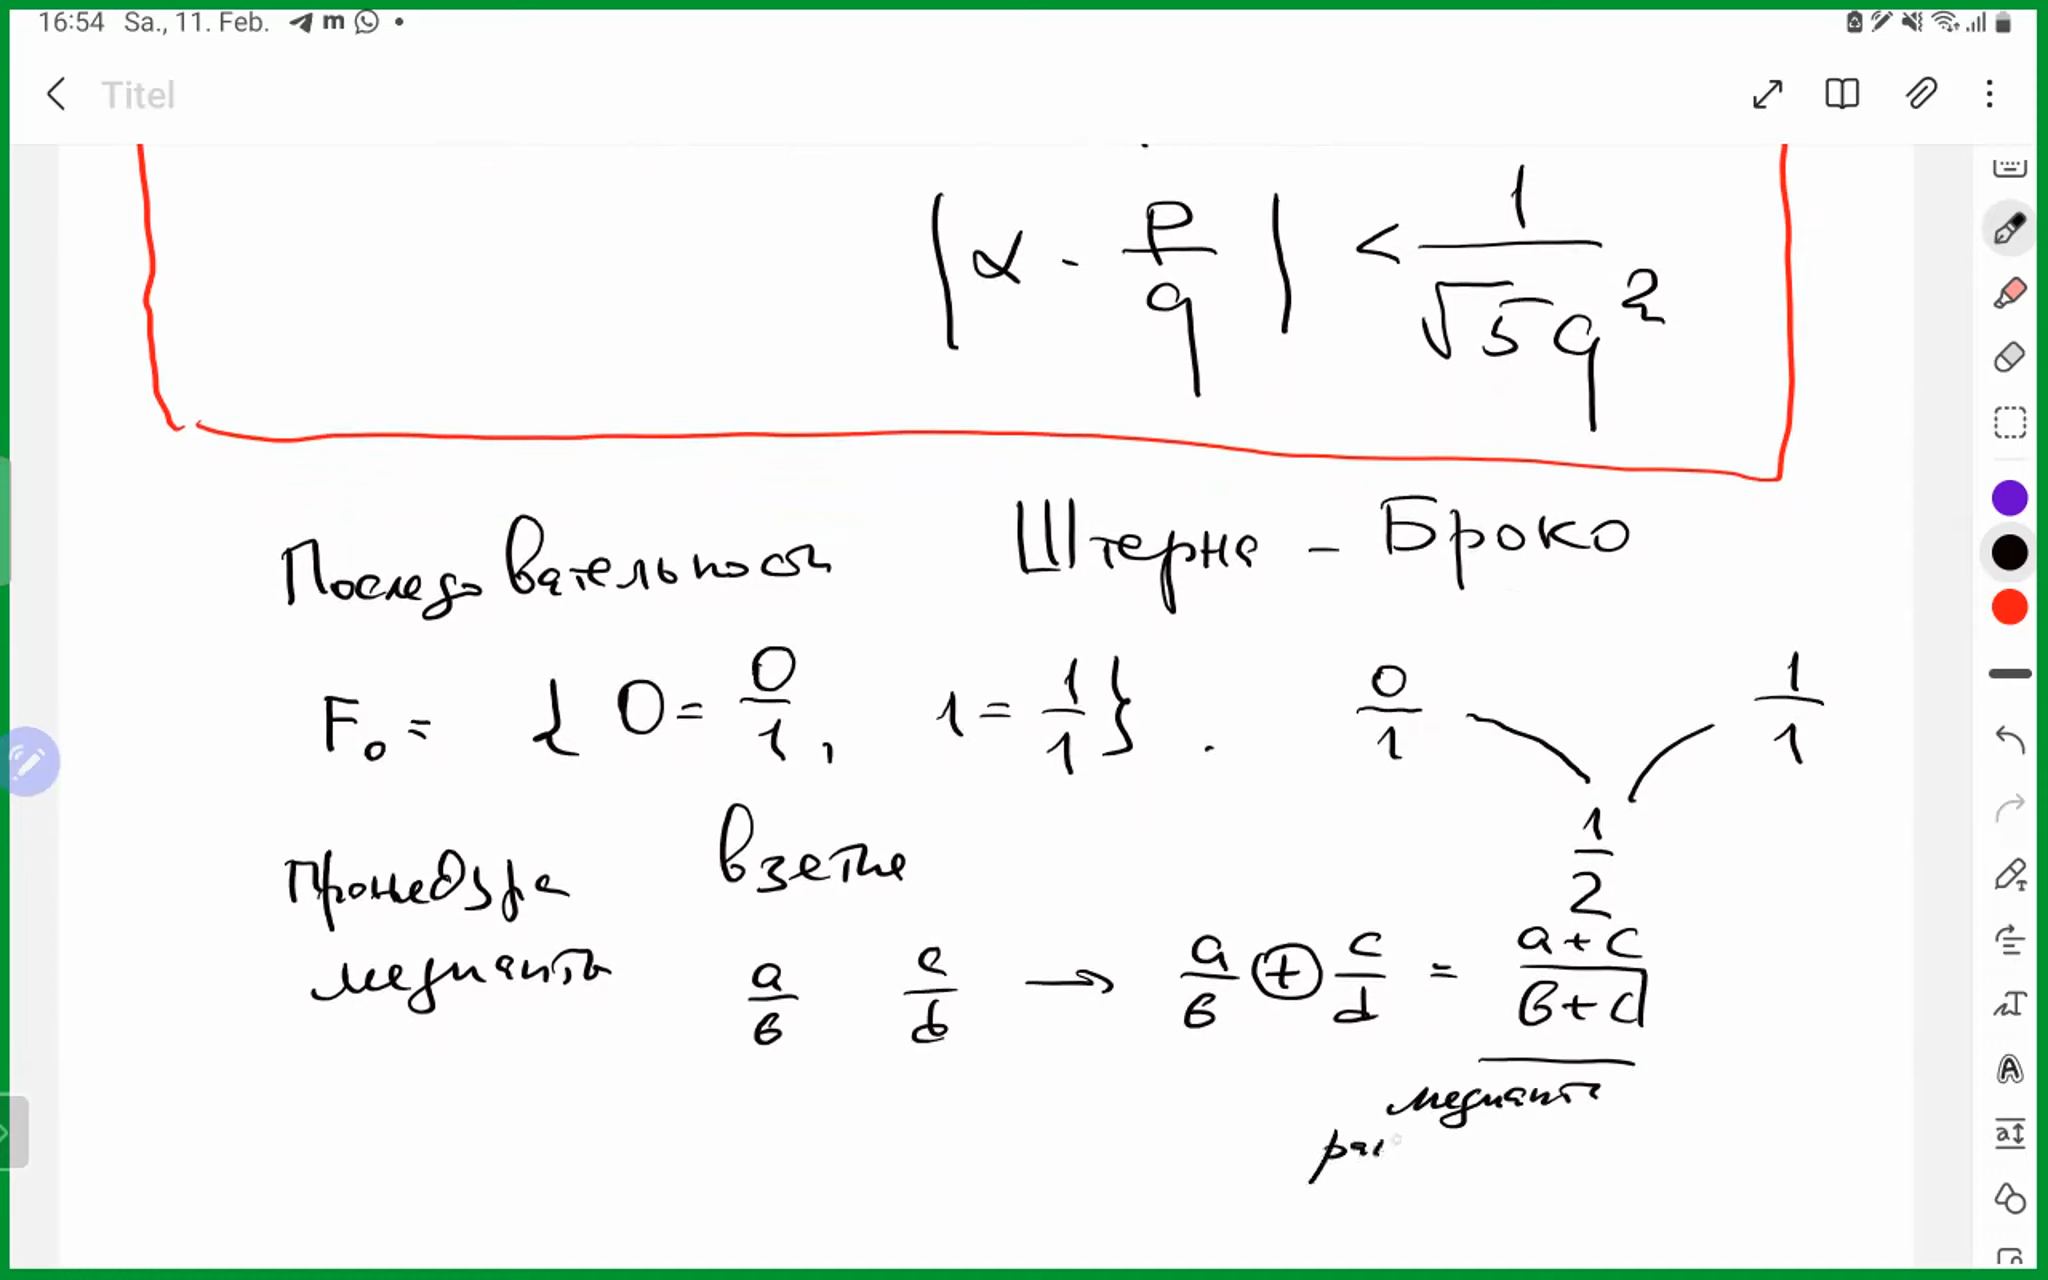 16:54 Sa., 11. Feb.
Titel
| α - p/q | < 1/(√5 q²)
Последовательность Штерна - Броко
F₀ = { 0 = 0/1, 1 = 1/1 } . 0/1 1/1
1/2
процедура взятие
медианты a/b c/d → a/b ⊕ c/d = (a+c)/(b+d)
медианта